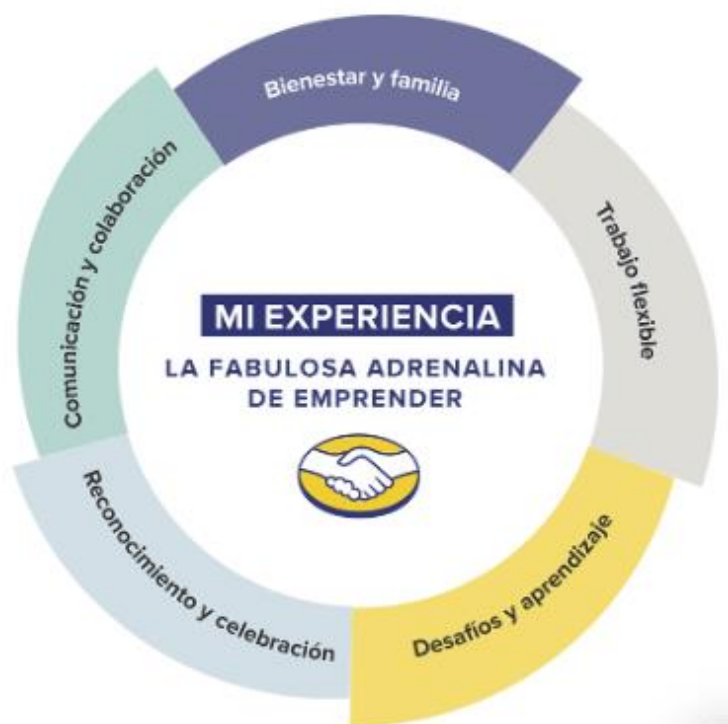 Bienestar y familia
Trabajo flexible
Desafíos y aprendizaje
Reconocimiento y celebración
Comunicación y colaboración
MI EXPERIENCIA
LA FABULOSA ADRENALINA
DE EMPRENDER